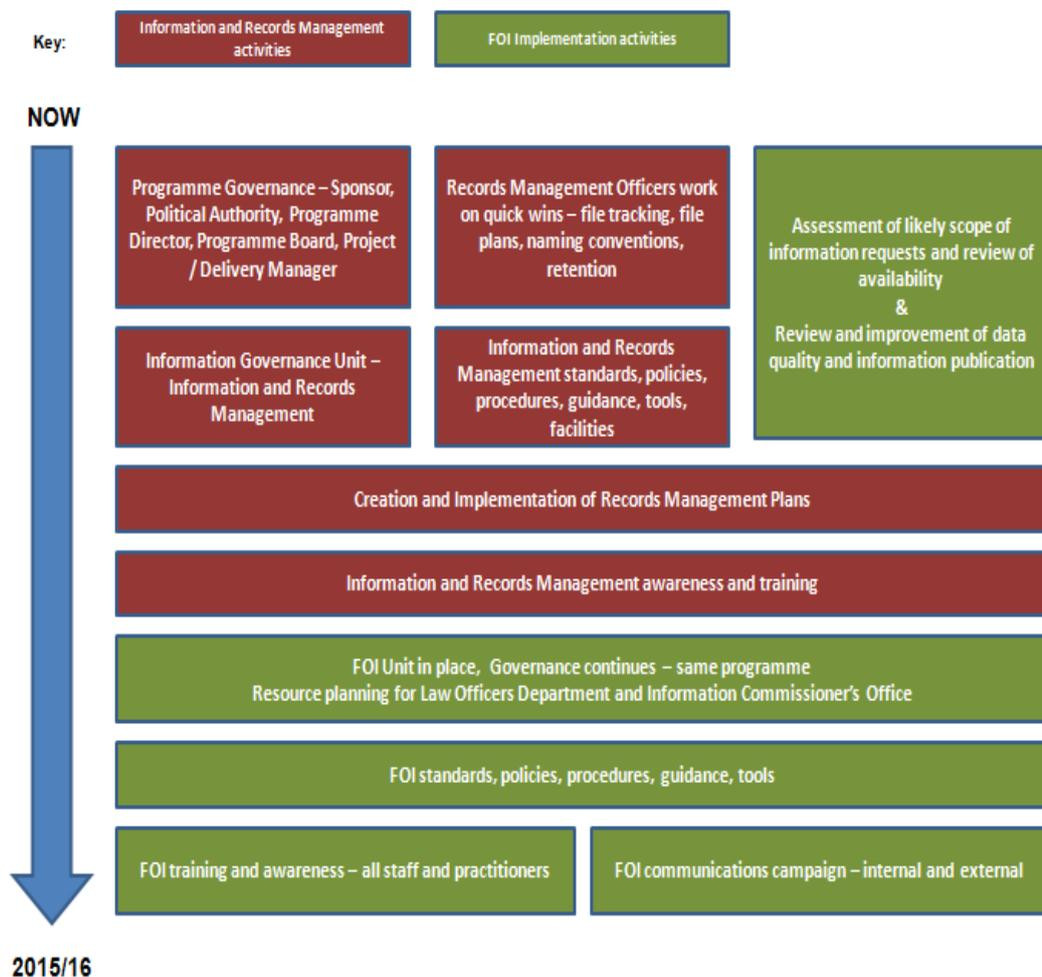 Key:
Information and Records Management
activities
FOI Implementation activities
NOW
Programme Governance – Sponsor,
Political Authority, Programme
Director, Programme Board, Project
/ Delivery Manager
Records Management Officers work
on quick wins – file tracking, file
plans, naming conventions,
retention
Assessment of likely scope of
information requests and review of
availability
&
Review and improvement of data
quality and information publication
Information Governance Unit –
Information and Records
Management
Information and Records
Management standards, policies,
procedures, guidance, tools,
facilities
Creation and Implementation of Records Management Plans
Information and Records Management awareness and training
FOI Unit in place, Governance continues – same programme
Resource planning for Law Officers Department and Information Commissioner's Office
FOI standards, policies, procedures, guidance, tools
FOI training and awareness – all staff and practitioners
FOI communications campaign – internal and external
2015/16